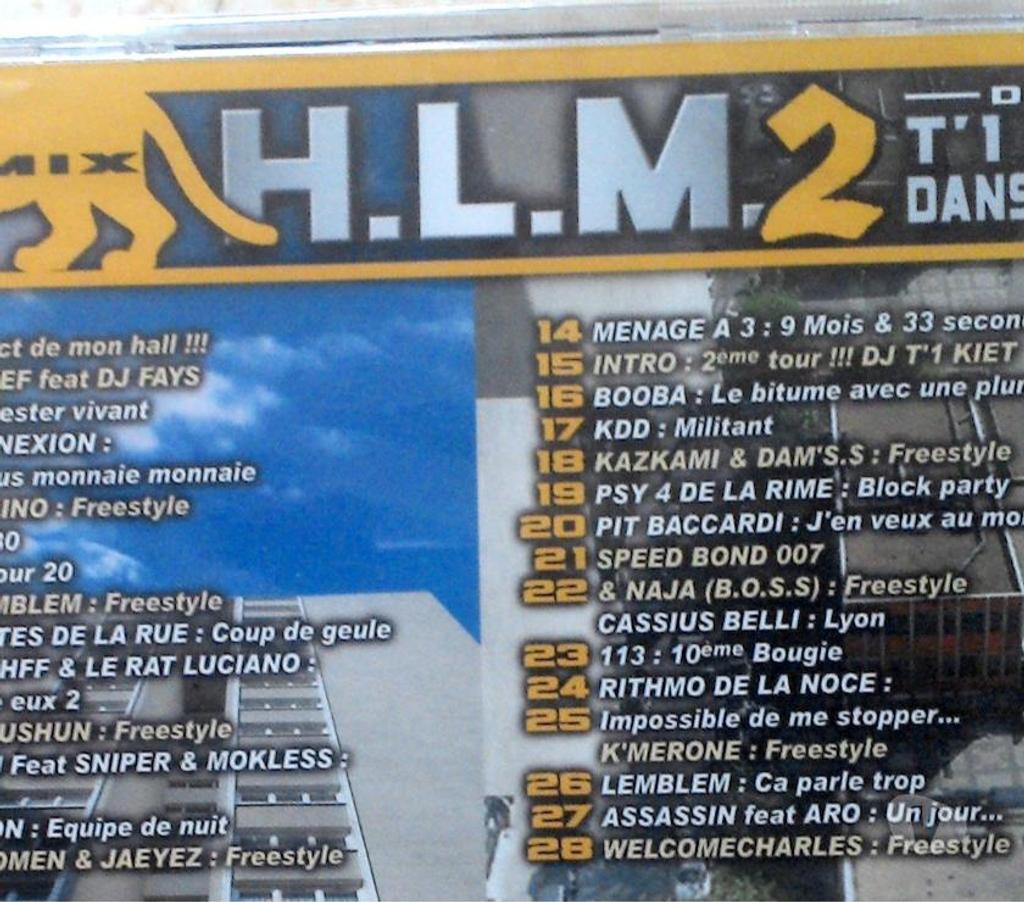 MIX
H.L.M.2
T'1
DANS
ct de mon hall !!!
EF feat DJ FAYS
ester vivant
NEXION :
us monnaie monnaie
INO : Freestyle
30
our 20
MBLEM : Freestyle
TES DE LA RUE : Coup de geule
HFF & LE RAT LUCIANO :
eux 2
USHUN : Freestyle
Feat SNIPER & MOKLESS :
ON : Equipe de nuit
OMEN & JAEYEZ : Freestyle
14 MENAGE A 3 : 9 Mois & 33 secon
15 INTRO : 2ème tour !!! DJ T'1 KIET
16 BOOBA : Le bitume avec une plu
17 KDD : Militant
18 KAZKAMI & DAM'S.S : Freestyle
19 PSY 4 DE LA RIME : Block party
20 PIT BACCARDI : J'en veux au mo
21 SPEED BOND 007
22 & NAJA (B.O.S.S) : Freestyle
CASSIUS BELLI : Lyon
23 113 : 10ème Bougie
24 RITHMO DE LA NOCE :
25 Impossible de me stopper...
K'MERONE : Freestyle
26 LEMBLEM : Ca parle trop
27 ASSASSIN feat ARO : Un jour...
28 WELCOMECHARLES : Freestyle